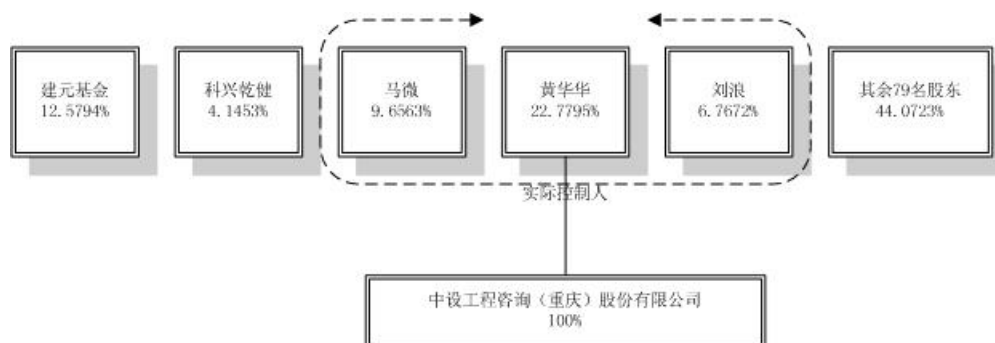 建元基金
12.5794%
科兴乾健
4.1453%
马微
9.6563%
黄华华
22.7795%
刘浪
6.7672%
其余79名股东
44.0723%
实际控制人
中设工程咨询（重庆）股份有限公司
100%